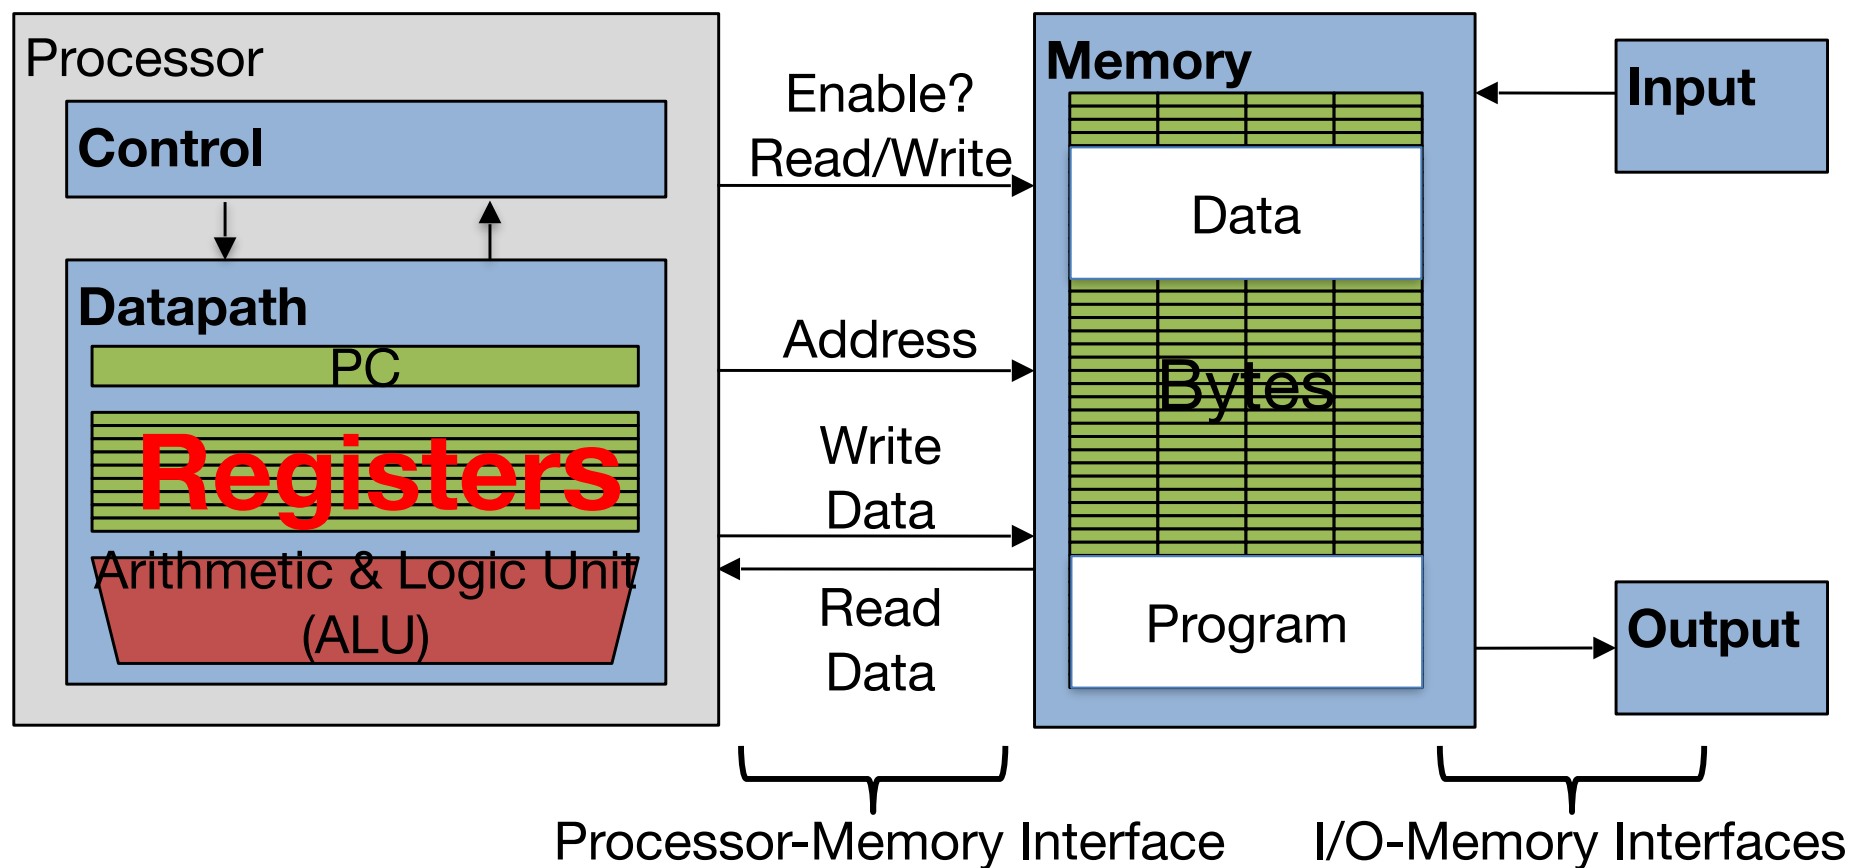 Processor
Control
Datapath
PC
Registers
Arithmetic & Logic Unit
(ALU)
Enable?
Read/Write
Address
Write
Data
Read
Data
Memory
Data
Bytes
Program
Input
Output
Processor-Memory Interface
I/O-Memory Interfaces